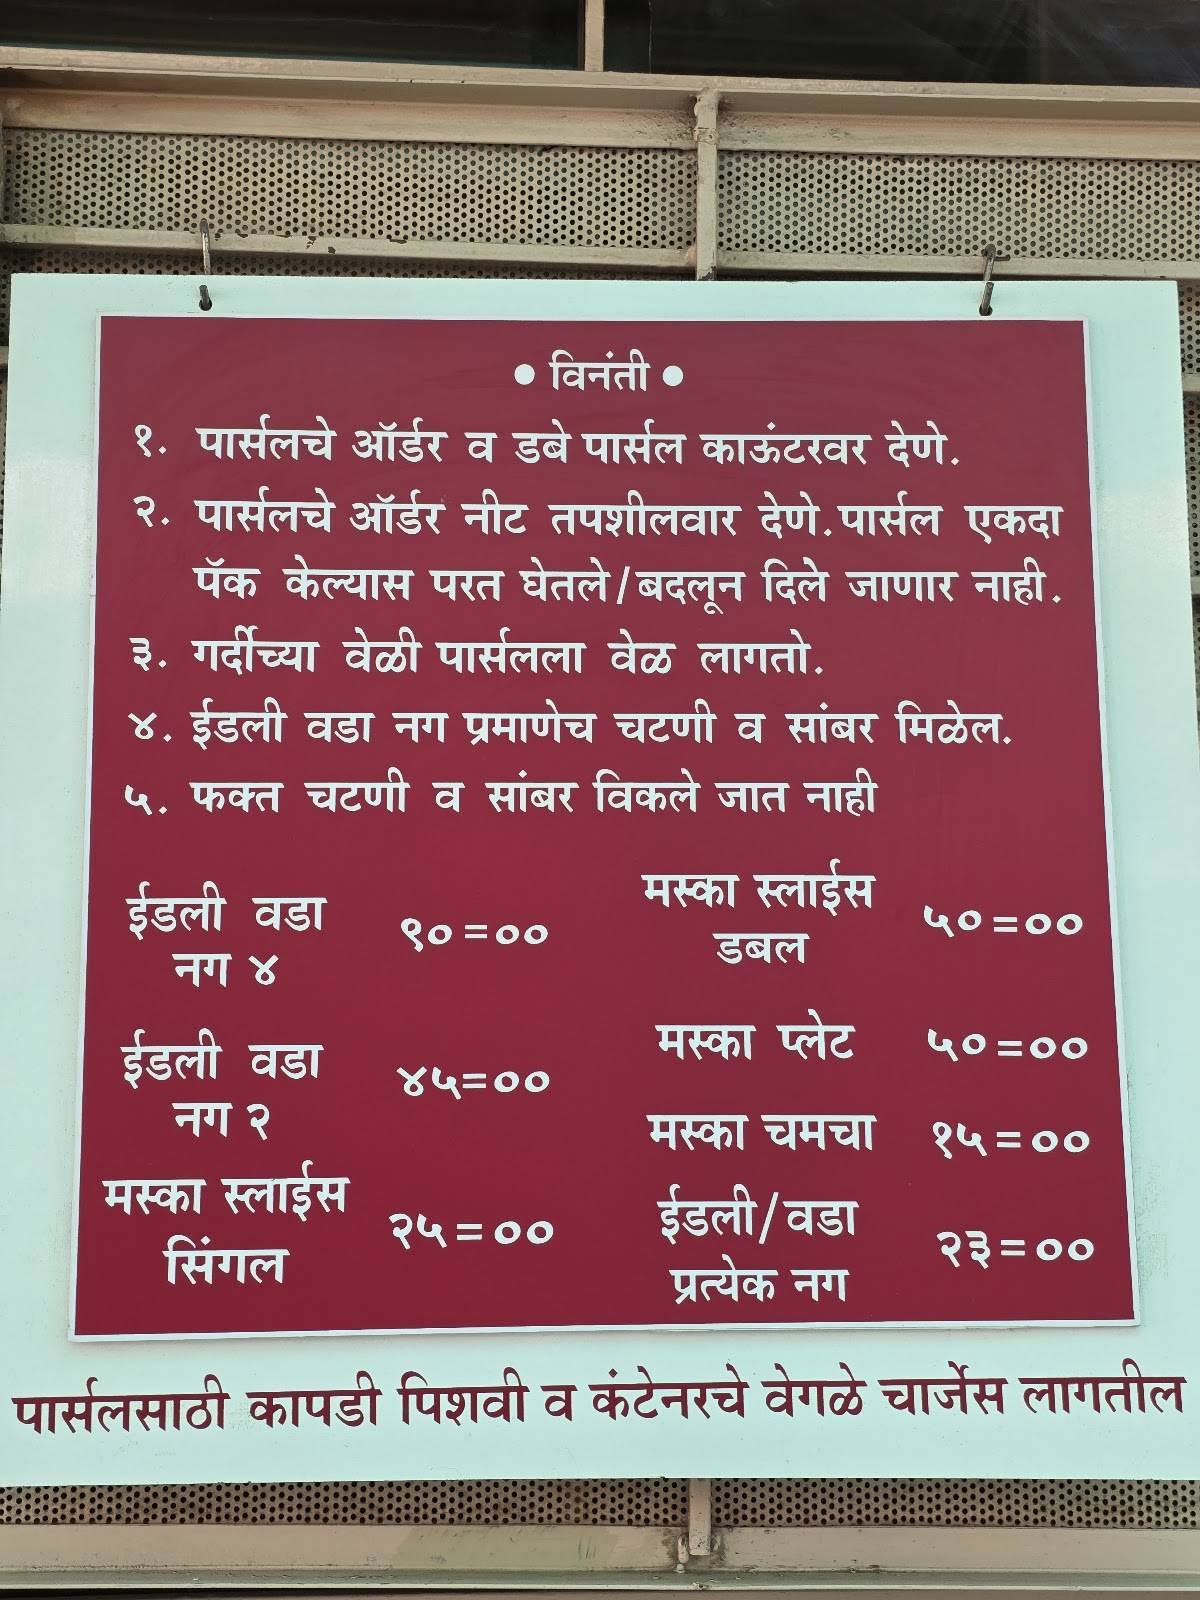 • विनंती •
१. पार्सलचे ऑर्डर व डबे पार्सल काऊंटरवर देणे.
२. पार्सलचे ऑर्डर नीट तपशीलवार देणे. पार्सल एकदा
पॅक केल्यास परत घेतले/बदलून दिले जाणार नाही.
३. गर्दीच्या वेळी पार्सलला वेळ लागतो.
४. ईडली वडा नग प्रमाणेच चटणी व सांबर मिळेल.
५. फक्त चटणी व सांबर विकले जात नाही
ईडली वडा
नग ४ ९०=००
ईडली वडा
नग २ ४५=००
मस्का स्लाईस
सिंगल २५=००
मस्का स्लाईस
डबल ५०=००
मस्का प्लेट ५०=००
मस्का चमचा १५=००
ईडली/वडा
प्रत्येक नग २३=००
पार्सलसाठी कापडी पिशवी व कंटेनरचे वेगळे चार्जेस लागतील